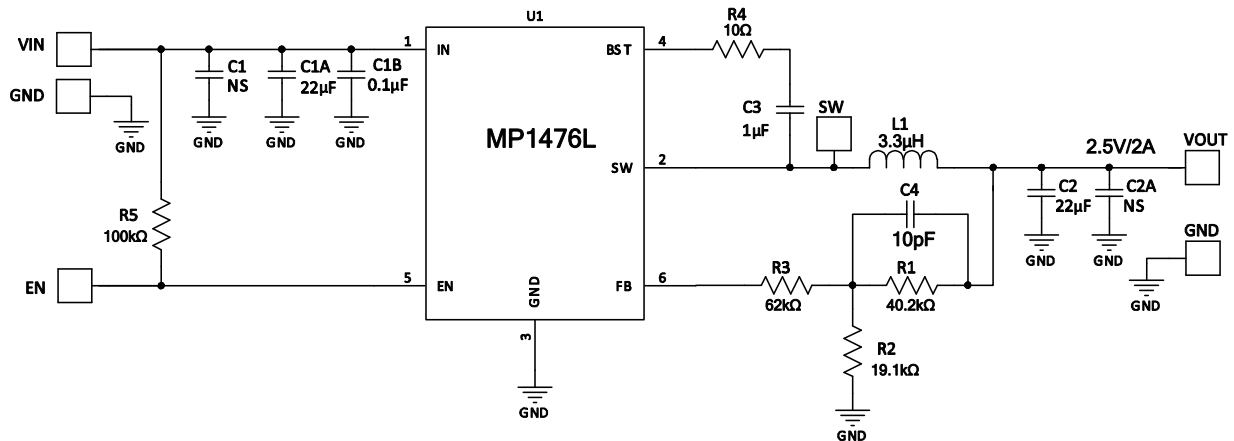 U1
VIN
GND
GND
C1
NS
GND
C1A
22µF
GND
C1B
0.1µF
GND
R5
100kΩ
EN
1
IN
5
EN
MP1476L
BST
4
SW
2
FB
6
GND
3
GND
R4
10Ω
C3
1µF
SW
L1
3.3µH
C4
10pF
R3
62kΩ
R1
40.2kΩ
R2
19.1kΩ
GND
2.5V/2A
VOUT
C2
22µF
GND
C2A
NS
GND
GND
GND